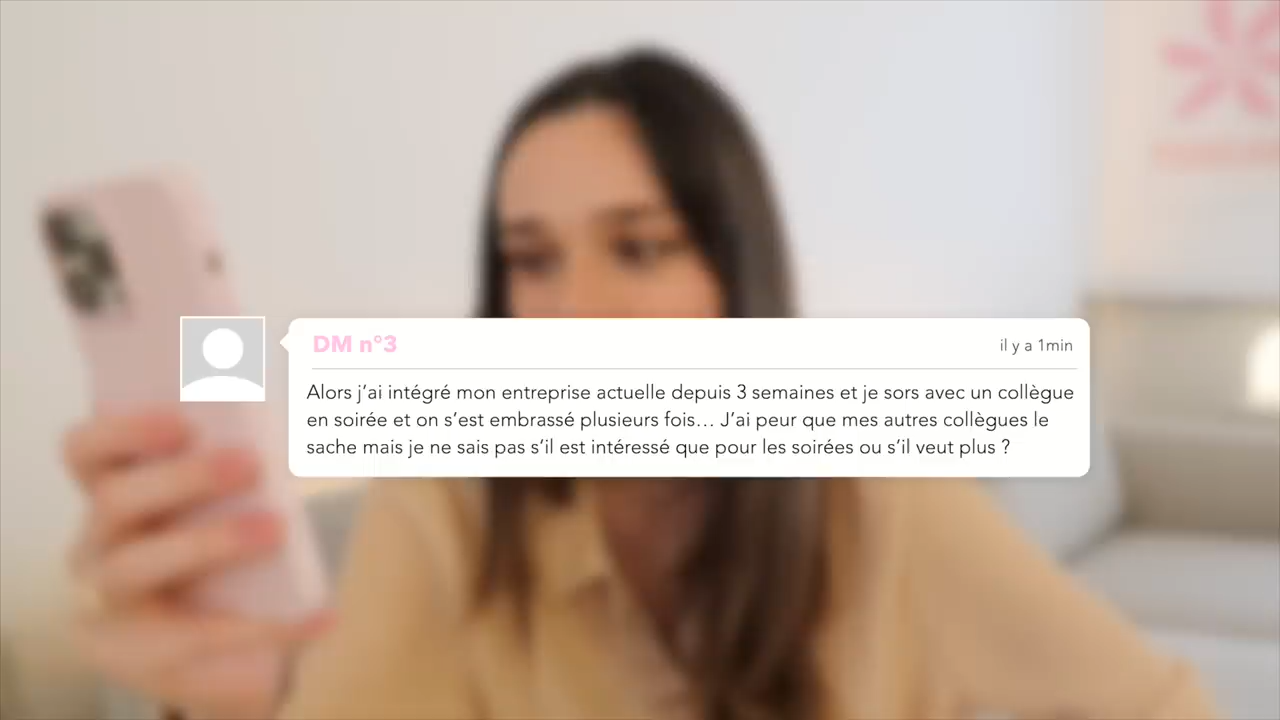 DM n°3
il y a 1min
Alors j’ai intégré mon entreprise actuelle depuis 3 semaines et je sors avec un collègue
en soirée et on s’est embrassé plusieurs fois… J’ai peur que mes autres collègues le
sache mais je ne sais pas s’il est intéressé que pour les soirées ou s’il veut plus ?